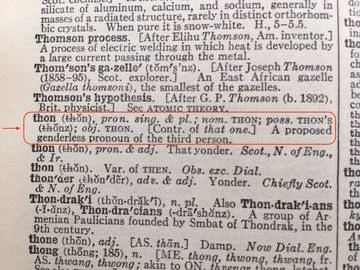 silicate of aluminum, calcium, and sodium, generally in
masses of a radiated structure, rarely in distinct orthorhom-
bic crystals. When pure it is snow-white. H., 5–5.5.
Thomson process. [After Elihu Thomson, Am. inventor.]
A process of electric welding in which heat is developed by
a large current passing through the metal.
Thom'son's ga-zelle' (tŏm's'nz). [After Joseph Thomson
(1858–95), Scot. explorer.] An East African gazelle
(Gazella thomsoni), the smallest of the gazelles.
Thomson's hypothesis. [After G. P. Thomson (b. 1892),
Brit. physicist.] See ATOMIC THEORY.
thon (thŏn), pron. sing. & pl.; nom. THON; poss. THON'S
(thŏnz); obj. THON. [Contr. of that one.] A proposed
genderless pronoun of the third person.
thon (thŏn), pron. & adj. That yonder. Scot., N. of Eng.,
& Ir.
thon (thŏn). Var. of THEN. Obs. exc. Dial.
thon'der (thŏn'dẽr), adv. & adj. Yonder. Chiefly Scot.
& N. of Eng.
Thon-drak'i (thŏn-drăk'ĭ), n. pl. Also Thon-drak'i-ans
(-ĭ-ănz), Thon-dra'cians (-drā'shănz). A group of Ar-
menian Paulicians founded by Smbat of Thondrak, in the
9th century.
thone (thōn), adj. [AS. thān.] Damp. Now Dial. Eng.
thong (thŏng; 185), n. [ME. thong, thwong, thwang, fr.
AS. thwang, thwong; akin to ON.